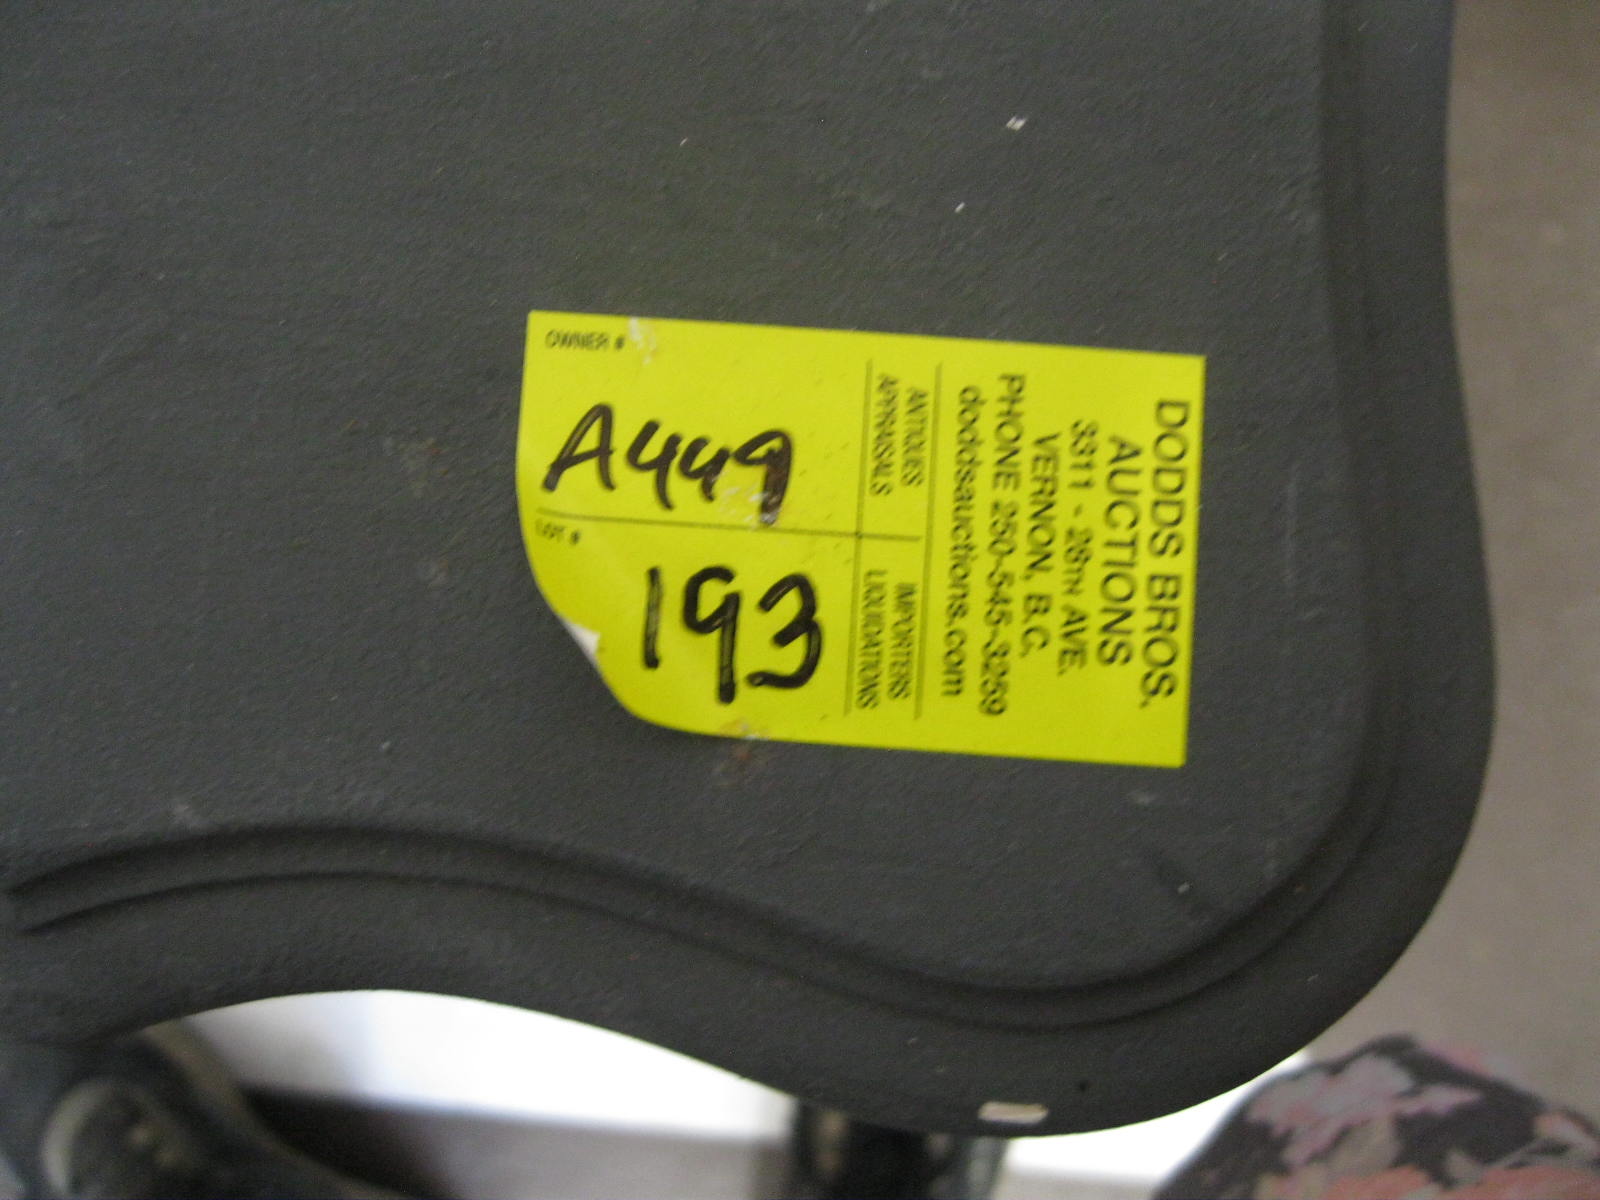 DODDS BROS.
AUCTIONS
3311 - 28TH AVE.
VERNON, B.C.
PHONE 250-545-3259
doddsauctions.com
ANTIQUES
APPRAISALS
IMPORTERS
LIQUIDATIONS
OWNER #
A449
LOT #
193